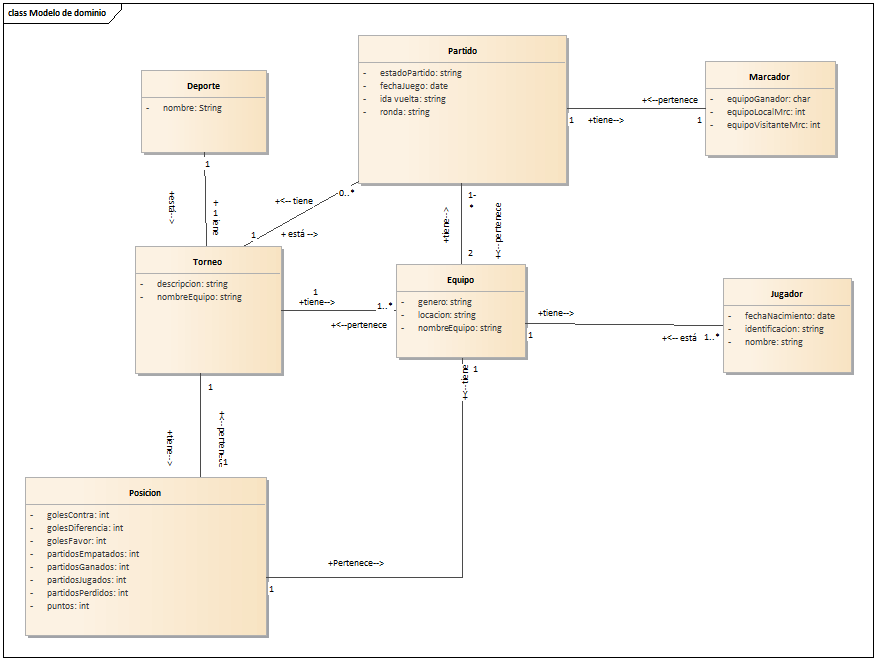 class Modelo de dominio
Partido
- estadoPartido: string
- fechaJuego: date
- ida vuelta: string
- ronda: string
Marcador
- equipoGanador: char
- equipoLocalMrc: int
- equipoVisitanteMrc: int
Deporte
- nombre: String
+<--pertenece
1
+tiene-->
1
1
+está-->
+
1
tiene
+<-- tiene
0..*
1
+ está -->
1-
*
+tiene-->
+<--pertenece
2
Torneo
- descripcion: string
- nombreEquipo: string
1
+tiene-->
1..*
+<--pertenece
Equipo
- genero: string
- locacion: string
- nombreEquipo: string
+tiene-->
1
+<-- está
1..*
Jugador
- fechaNacimiento: date
- identificacion: string
- nombre: string
1
+tiene-->
+<--pertenece
1
1
+<--tiene
Posicion
- golesContra: int
- golesDiferencia: int
- golesFavor: int
- partidosEmpatados: int
- partidosGanados: int
- partidosJugados: int
- partidosPerdidos: int
- puntos: int
+Pertenece-->
1